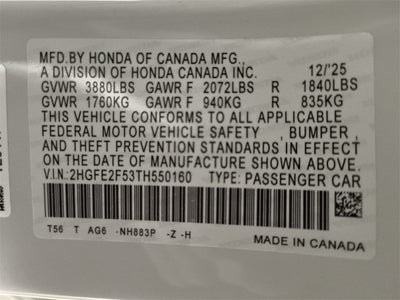 MFD.BY HONDA OF CANADA MFG.,
A DIVISION OF HONDA CANADA INC. 12/'25
GVWR 3880LBS GAWR F 2072LBS R 1840LBS
GVWR 1760KG GAWR F 940KG R 835KG
THIS VEHICLE CONFORMS TO ALL APPLICABLE
FEDERAL MOTOR VEHICLE SAFETY , BUMPER ,
AND THEFT PREVENTION STANDARDS IN EFFECT
ON THE DATE OF MANUFACTURE SHOWN ABOVE.
V.I.N.: 2HGFE2F53TH550160 TYPE: PASSENGER CAR
T56 T AG6 -NH883P -Z -H
MADE IN CANADA